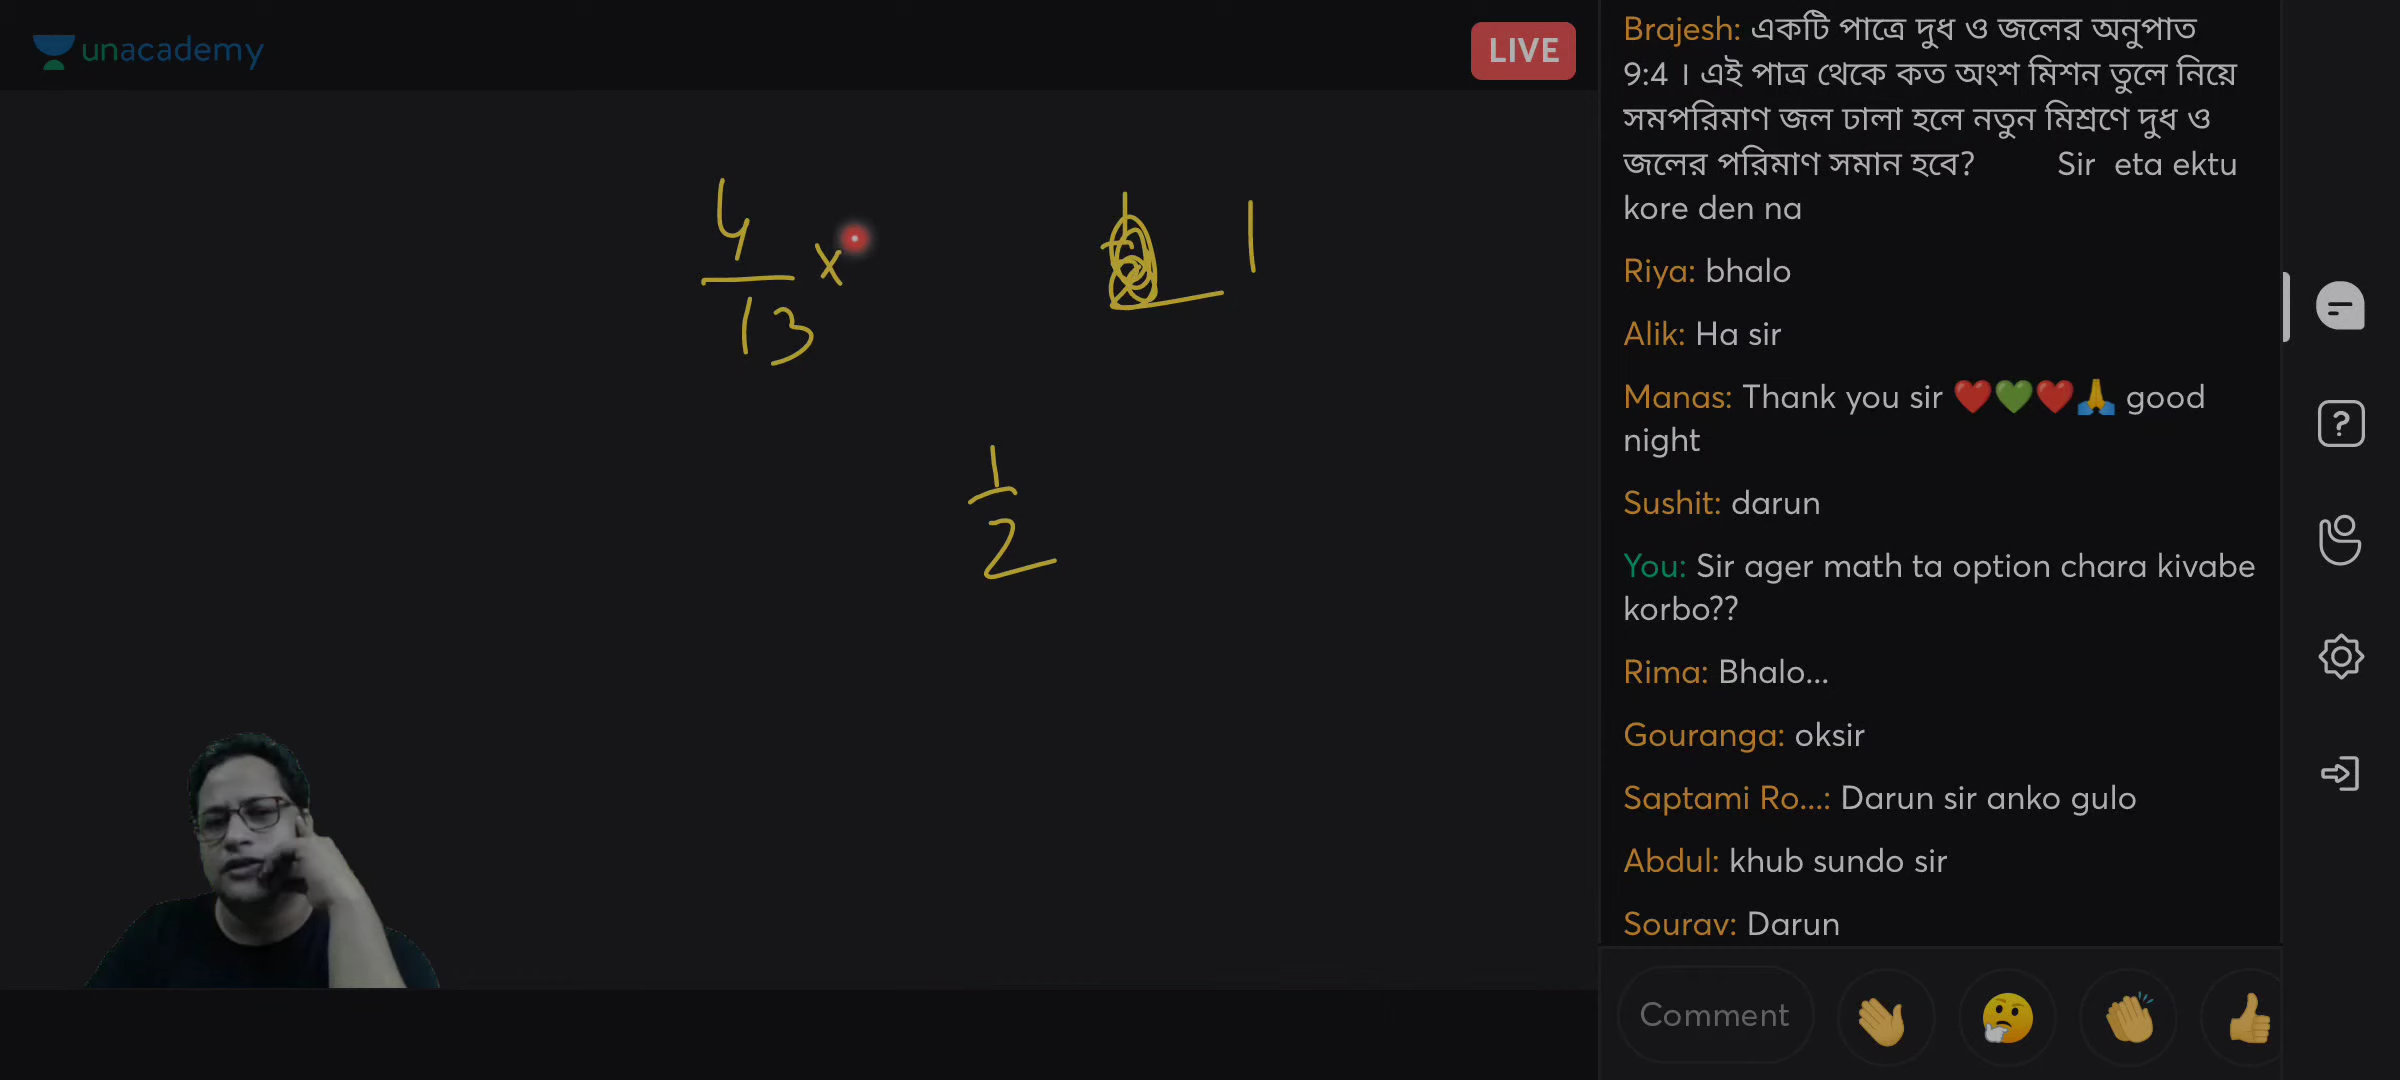 unacademy
LIVE
4
13
×
1
1
2
Brajesh: একটি পাত্রে দুধ ও জলের অনুপাত
9:4 । এই পাত্র থেকে কত অংশ মিশন তুলে নিয়ে
সমপরিমাণ জল ঢালা হলে নতুন মিশ্রণে দুধ ও
জলের পরিমাণ সমান হবে? Sir eta ektu
kore den na
Riya: bhalo
Alik: Ha sir
Manas: Thank you sir ❤️💚❤️🙏 good
night
Sushit: darun
You: Sir ager math ta option chara kivabe
korbo??
Rima: Bhalo...
Gouranga: oksir
Saptami Ro...: Darun sir anko gulo
Abdul: khub sundo sir
Sourav: Darun
Comment